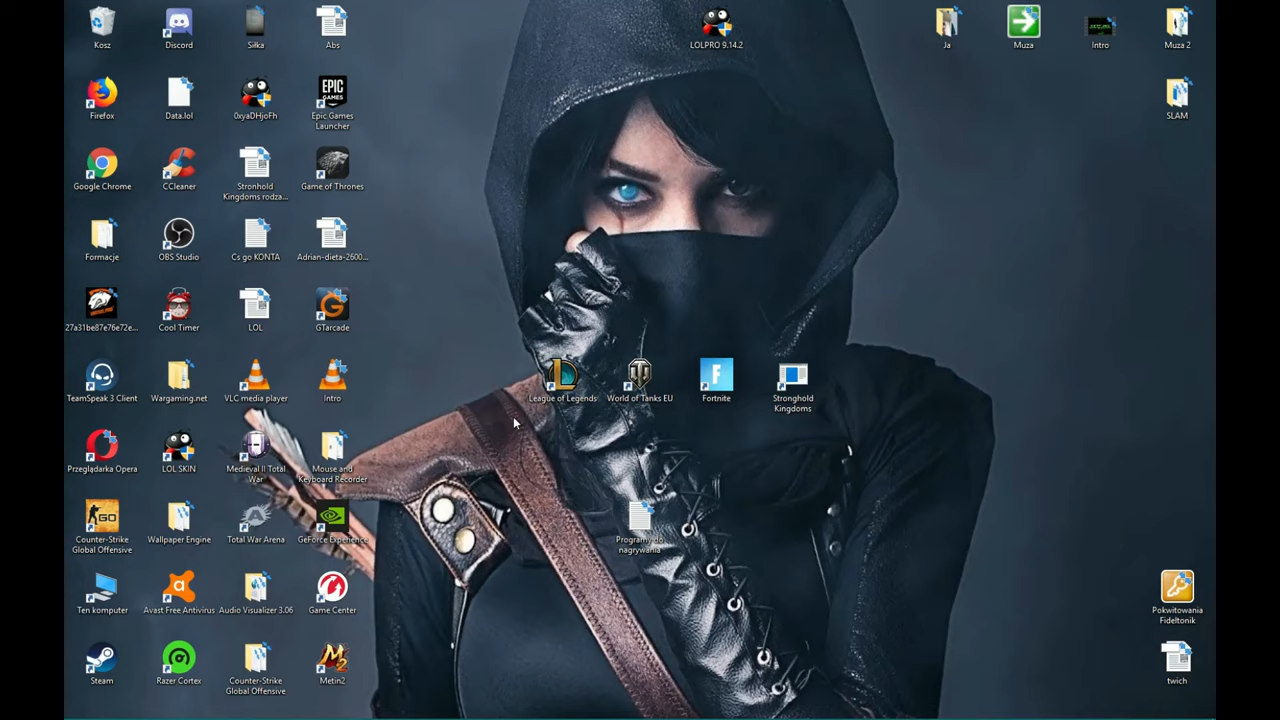 Kosz
Discord
Siłka
Abs
LOLPRO 9.14.2
Ja
Muza
Intro
Muza 2
Firefox
Data.lol
0xyaDHjoFh
EPIC
GAMES
Epic Games
Launcher
SLAM
Google Chrome
CCleaner
Stronhold
Kingdoms rodza...
Game of Thrones
Formacje
OBS Studio
Cs go KONTA
Adrian-dieta-2600...
27a31be87e76e72e...
Cool Timer
LOL
GTarcade
TeamSpeak 3 Client
Wargaming.net
VLC media player
Intro
League of Legends
World of Tanks EU
Fortnite
Stronghold
Kingdoms
Przeglądarka Opera
LOL SKIN
Medieval II Total
War
Mouse and
Keyboard Recorder
GO
Counter-Strike
Global Offensive
Wallpaper Engine
Total War Arena
GeForce Experience
Programy do
nagrywania
Ten komputer
Avast Free Antivirus
Audio Visualizer 3.06
Game Center
Pokwitowania
Fideltonik
Steam
Razer Cortex
Counter-Strike
Global Offensive
Metin2
twich